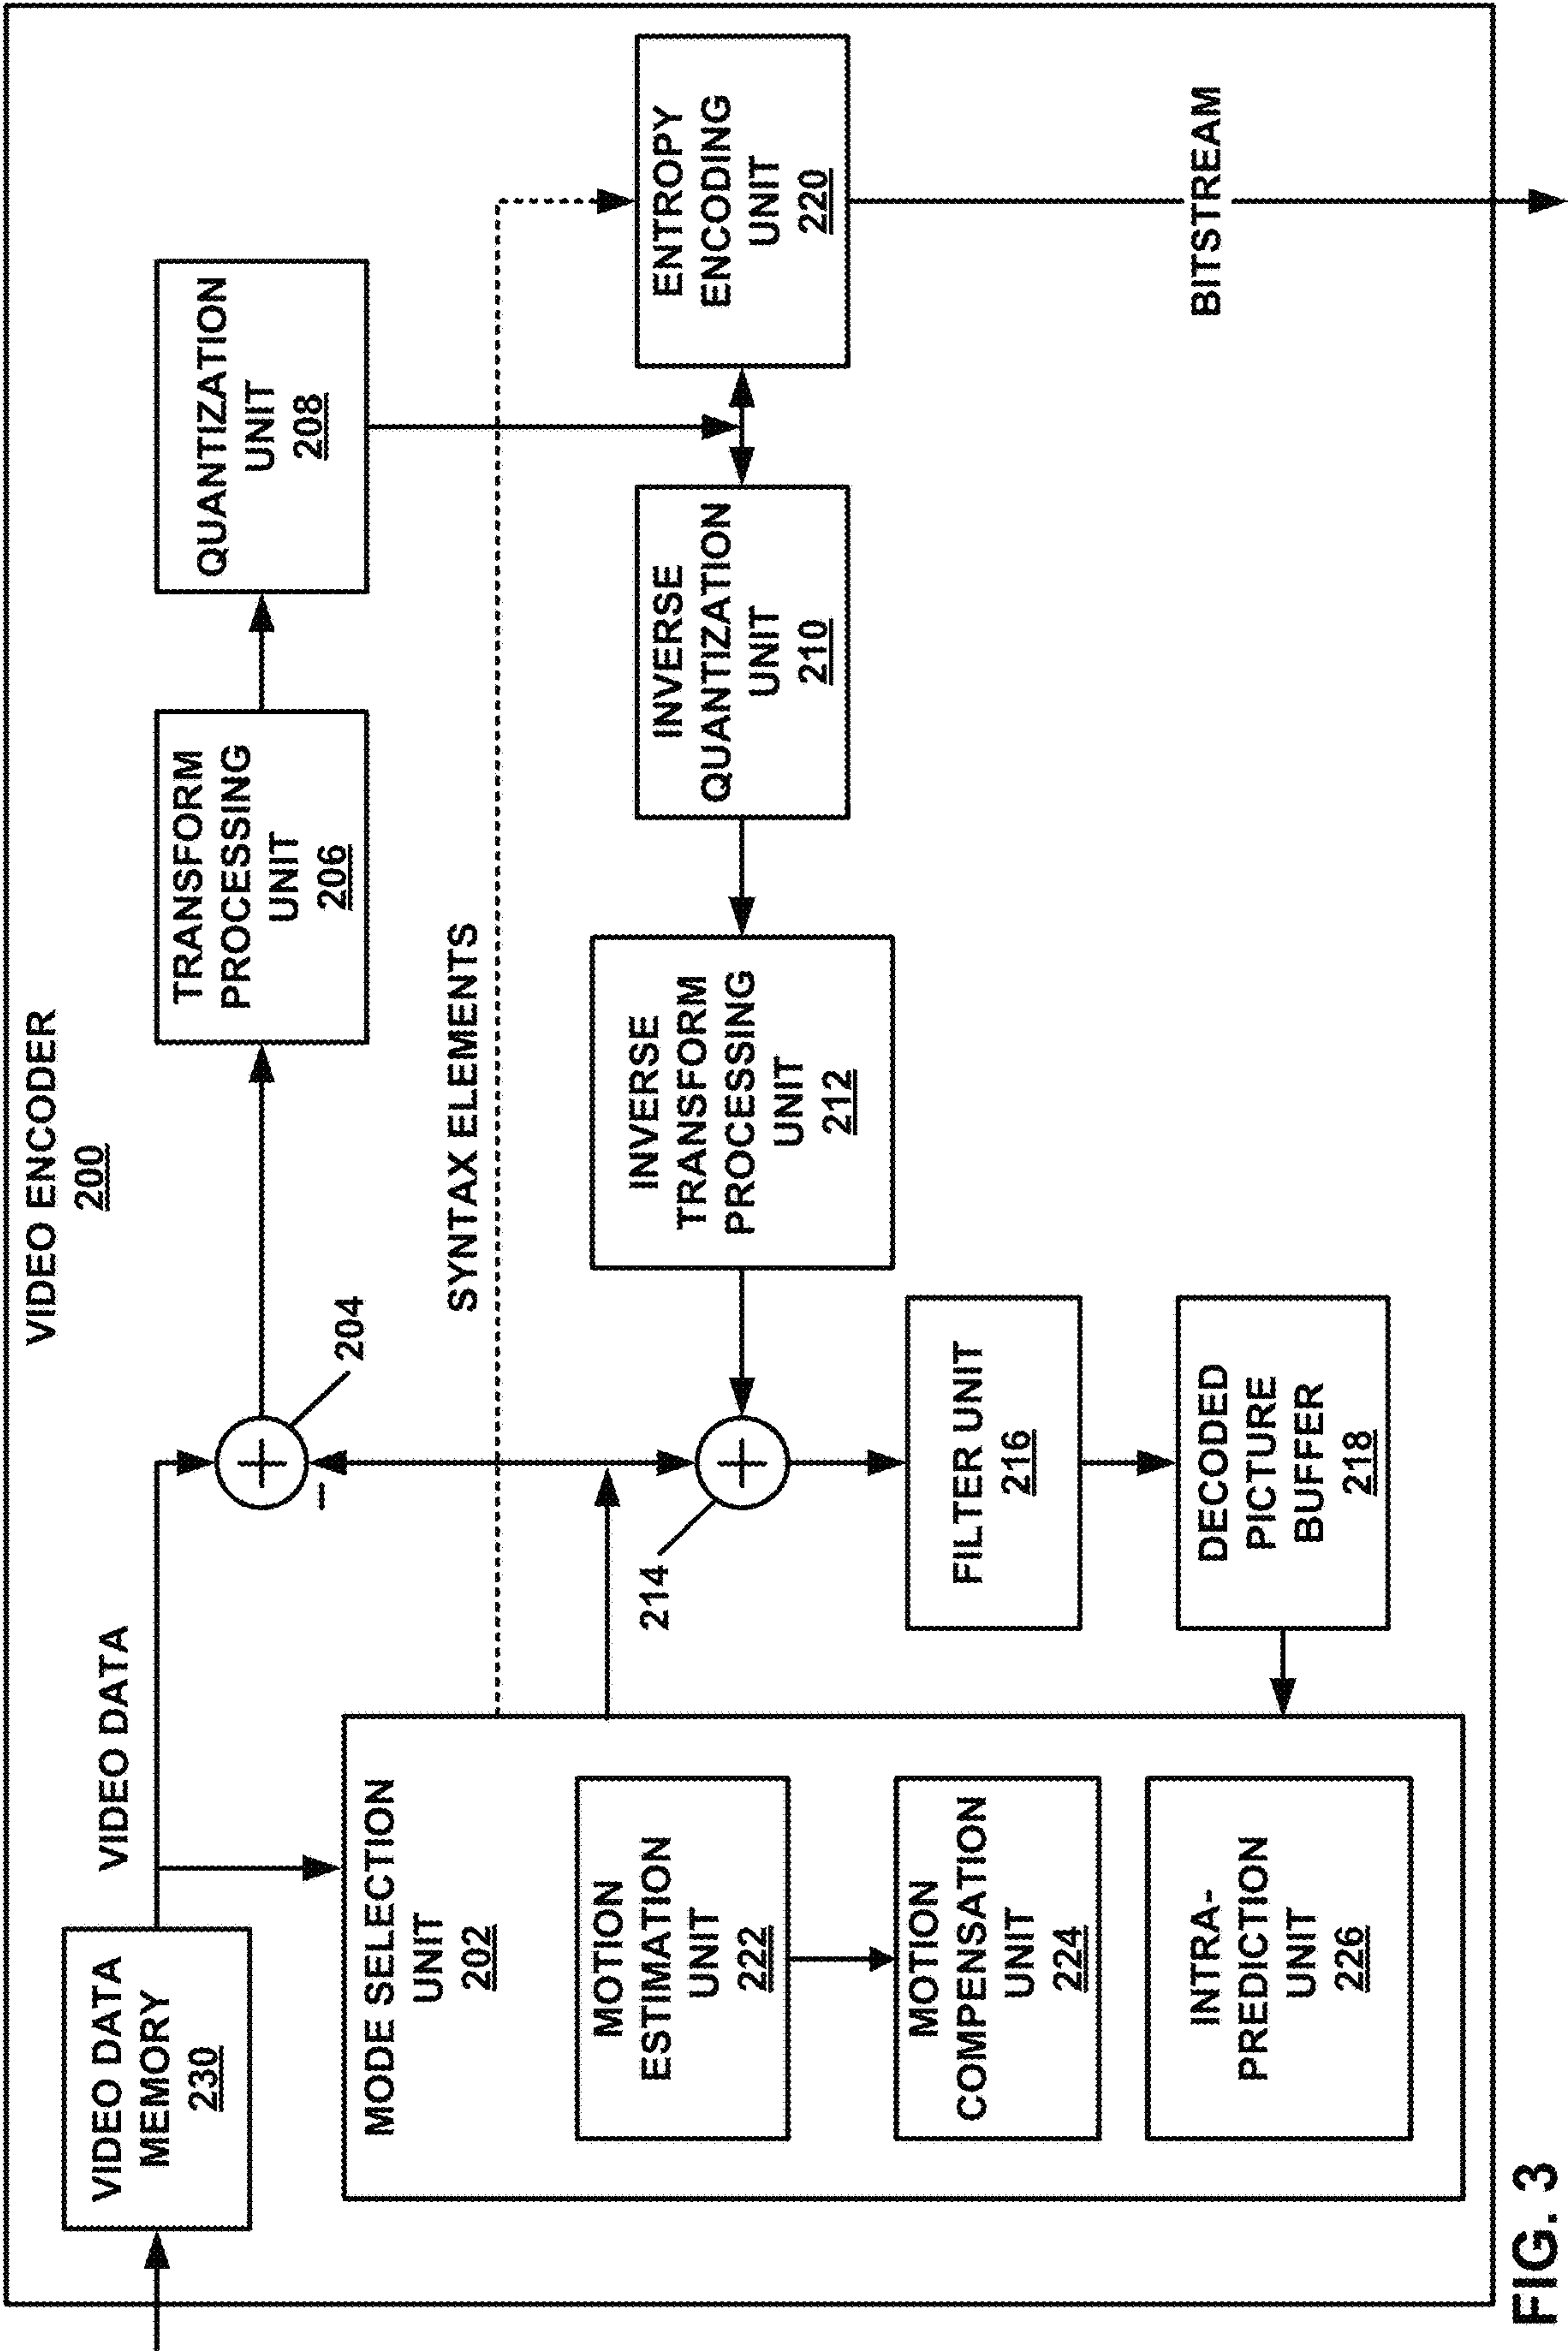 VIDEO ENCODER
200
VIDEO DATA
MEMORY
230
VIDEO DATA
204
TRANSFORM
PROCESSING
UNIT
206
QUANTIZATION
UNIT
208
SYNTAX ELEMENTS
MODE SELECTION
UNIT
202
MOTION
ESTIMATION
UNIT
222
MOTION
COMPENSATION
UNIT
224
INTRA-
PREDICTION
UNIT
226
214
INVERSE
TRANSFORM
PROCESSING
UNIT
212
INVERSE
QUANTIZATION
UNIT
210
ENTROPY
ENCODING
UNIT
220
FILTER UNIT
216
DECODED
PICTURE
BUFFER
218
BITSTREAM
FIG. 3